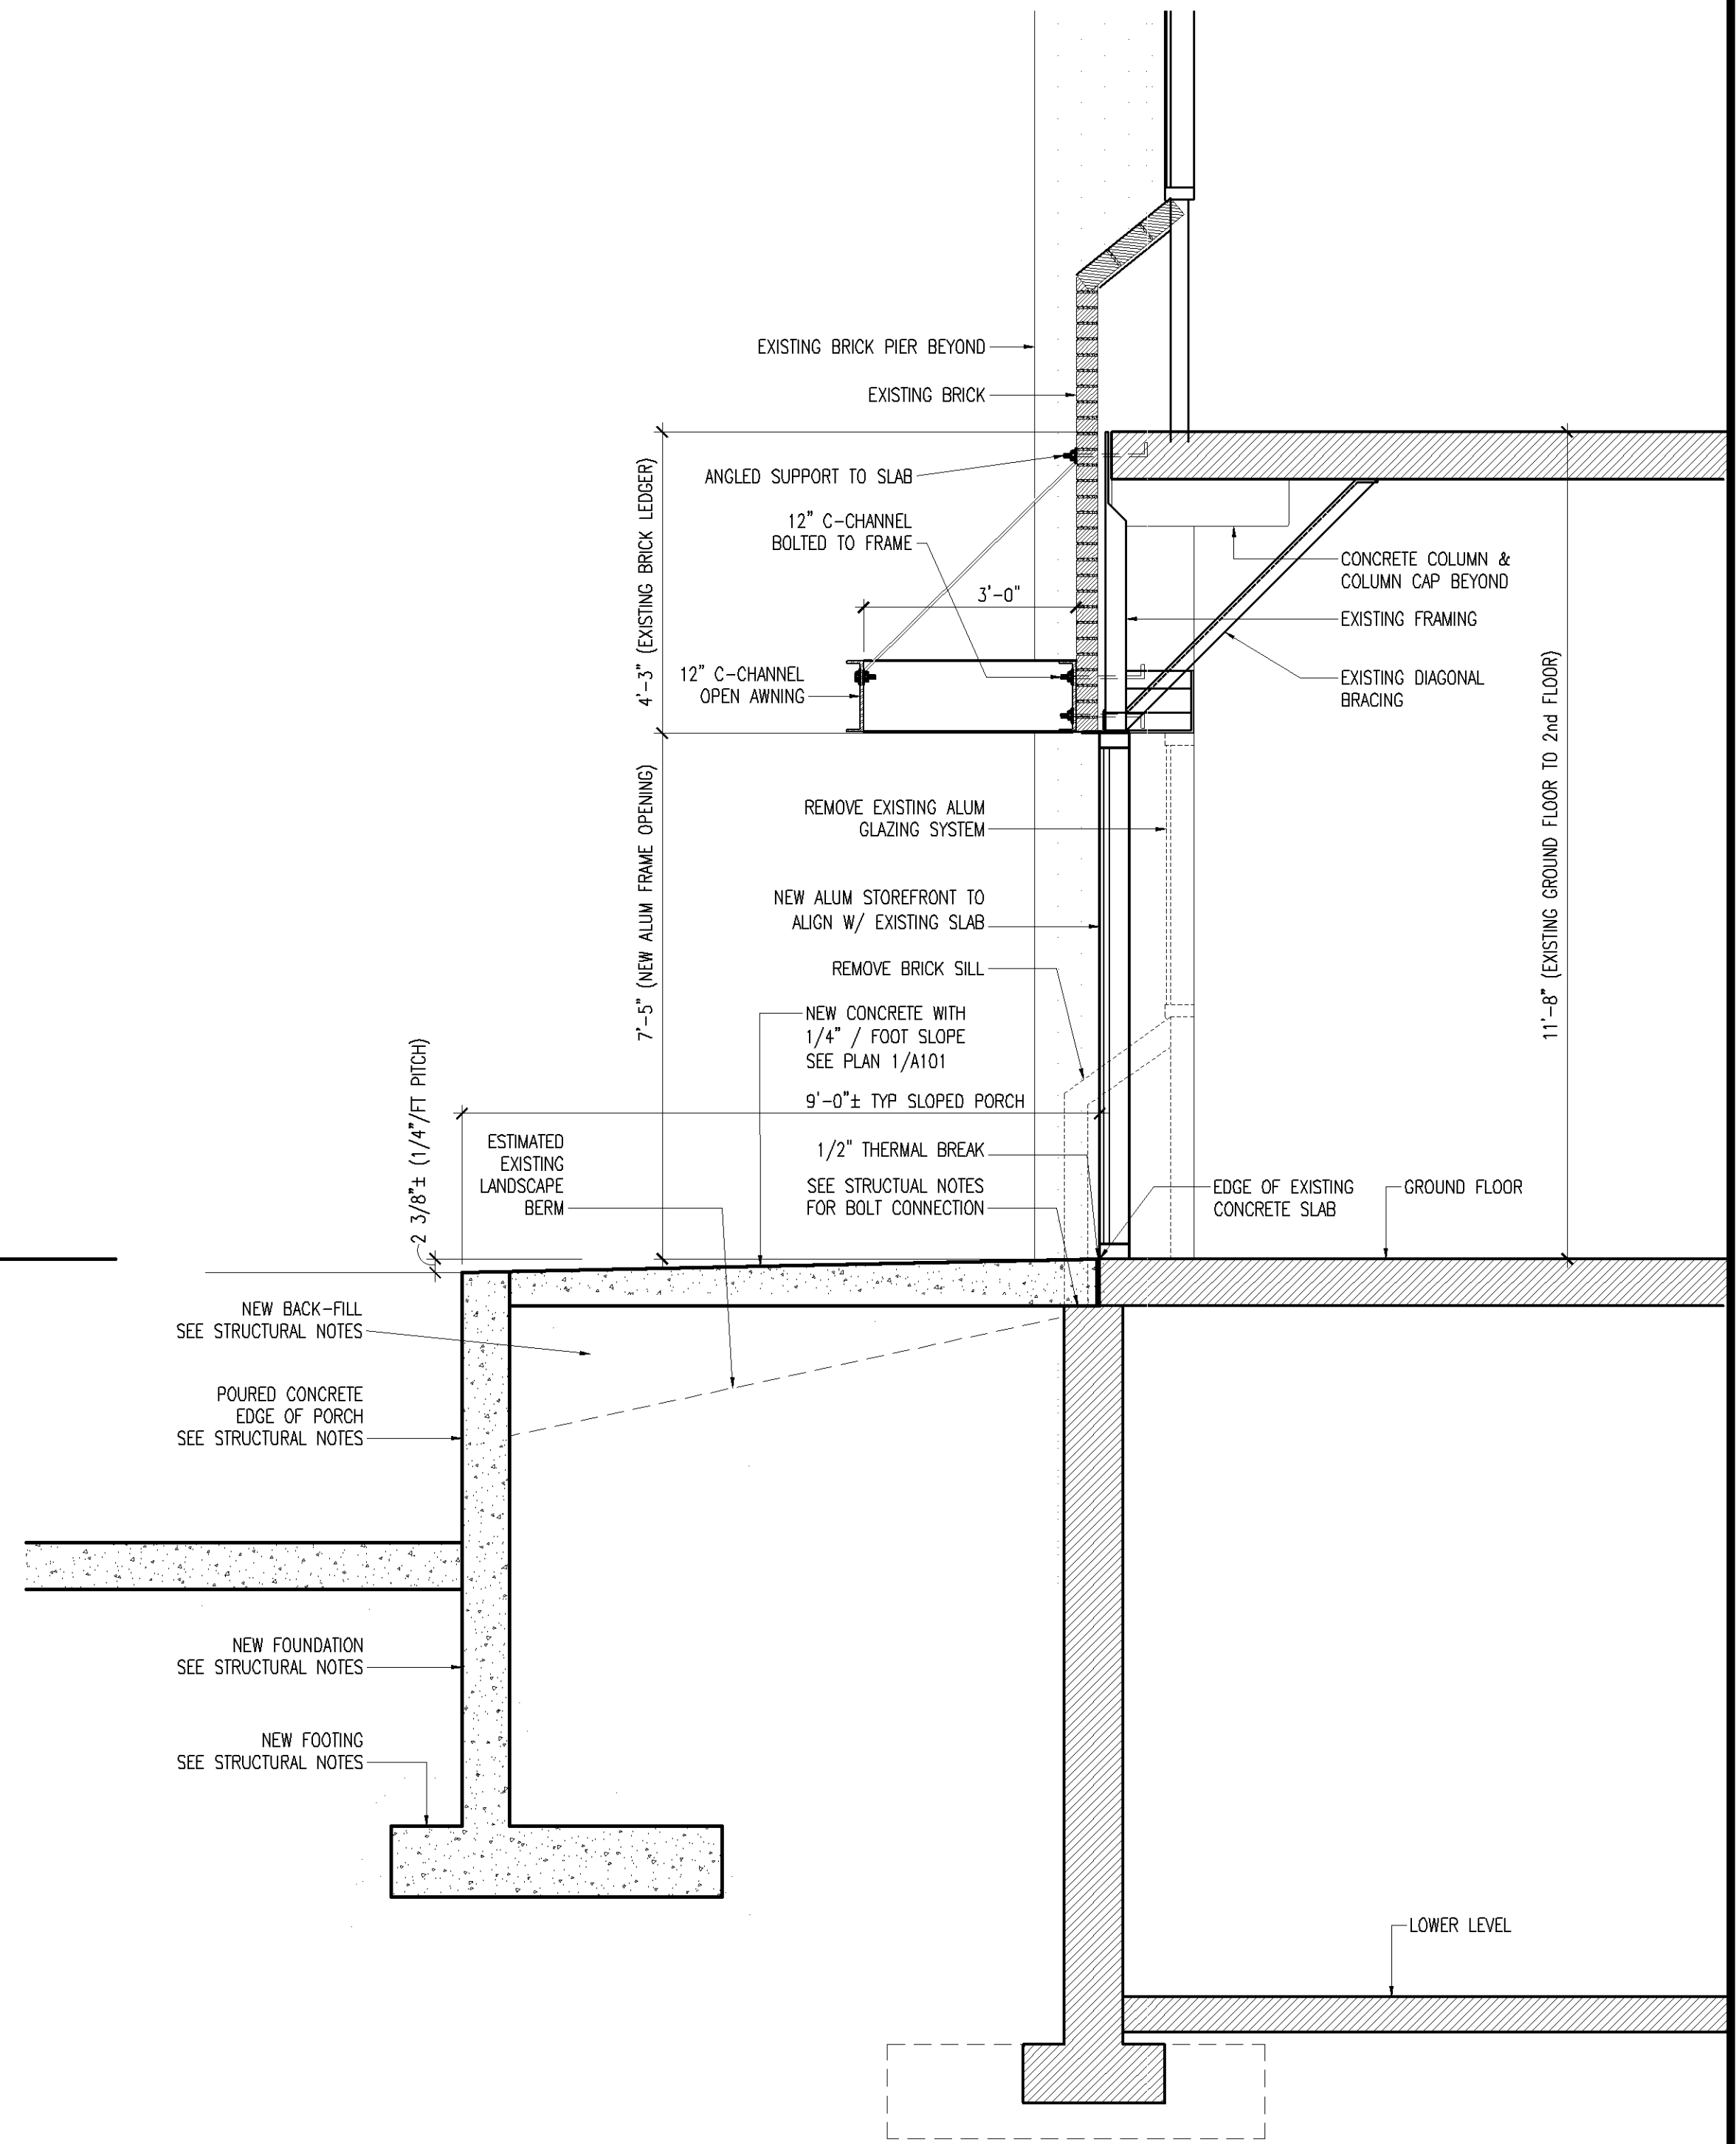 EXISTING BRICK PIER BEYOND
EXISTING BRICK
ANGLED SUPPORT TO SLAB
12" C-CHANNEL
BOLTED TO FRAME
3'-0"
12" C-CHANNEL
OPEN AWNING
4'-3" (EXISTING BRICK LEDGER)
CONCRETE COLUMN &
COLUMN CAP BEYOND
EXISTING FRAMING
EXISTING DIAGONAL
BRACING
11'-8" (EXISTING GROUND FLOOR TO 2nd FLOOR)
7'-5" (NEW ALUM FRAME OPENING)
REMOVE EXISTING ALUM
GLAZING SYSTEM
NEW ALUM STOREFRONT TO
ALIGN W/ EXISTING SLAB
REMOVE BRICK SILL
NEW CONCRETE WITH
1/4" / FOOT SLOPE
SEE PLAN 1/A101
9'-0"± TYP SLOPED PORCH
2 3/8"± (1/4"/FT PITCH)
ESTIMATED
EXISTING
LANDSCAPE
BERM
1/2" THERMAL BREAK
SEE STRUCTUAL NOTES
FOR BOLT CONNECTION
EDGE OF EXISTING
CONCRETE SLAB
GROUND FLOOR
NEW BACK-FILL
SEE STRUCTURAL NOTES
POURED CONCRETE
EDGE OF PORCH
SEE STRUCTURAL NOTES
NEW FOUNDATION
SEE STRUCTURAL NOTES
NEW FOOTING
SEE STRUCTURAL NOTES
LOWER LEVEL